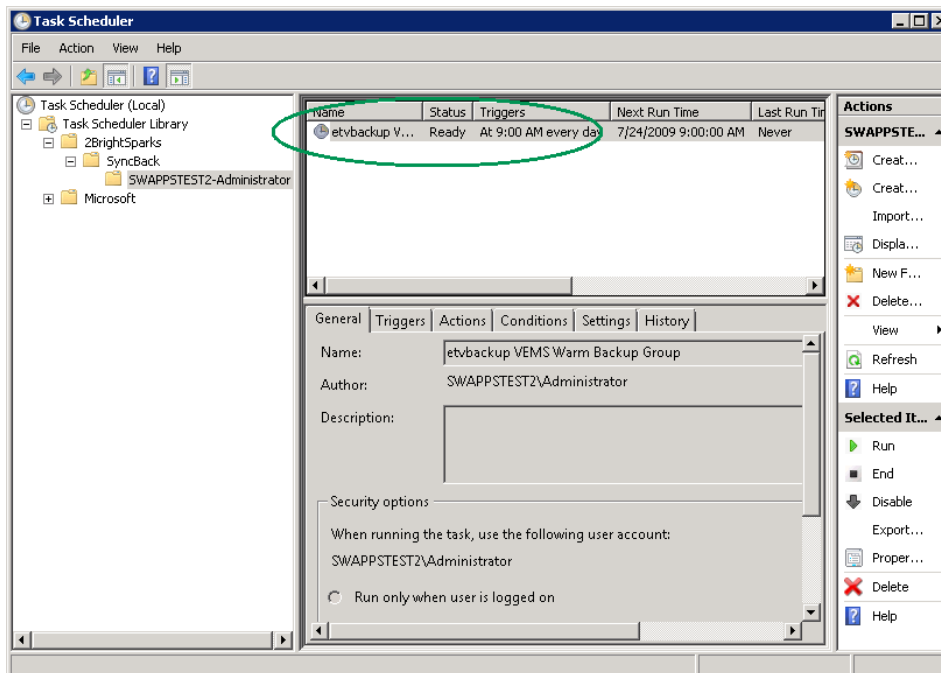 Task Scheduler
File Action View Help
Task Scheduler (Local)
Task Scheduler Library
2BrightSparks
SyncBack
SWAPPSTEST2-Administrator
Microsoft
Name Status Triggers Next Run Time Last Run Tir
etvbackup V... Ready At 9:00 AM every day 7/24/2009 9:00:00 AM Never
General Triggers Actions Conditions Settings History
Name: etvbackup VEMS Warm Backup Group
Author: SWAPPSTEST2\Administrator
Description:
Security options
When running the task, use the following user account:
SWAPPSTEST2\Administrator
Run only when user is logged on
Actions
SWAPPSTE...
Creat...
Creat...
Import...
Displa...
New F...
Delete...
View
Refresh
Help
Selected It...
Run
End
Disable
Export...
Proper...
Delete
Help